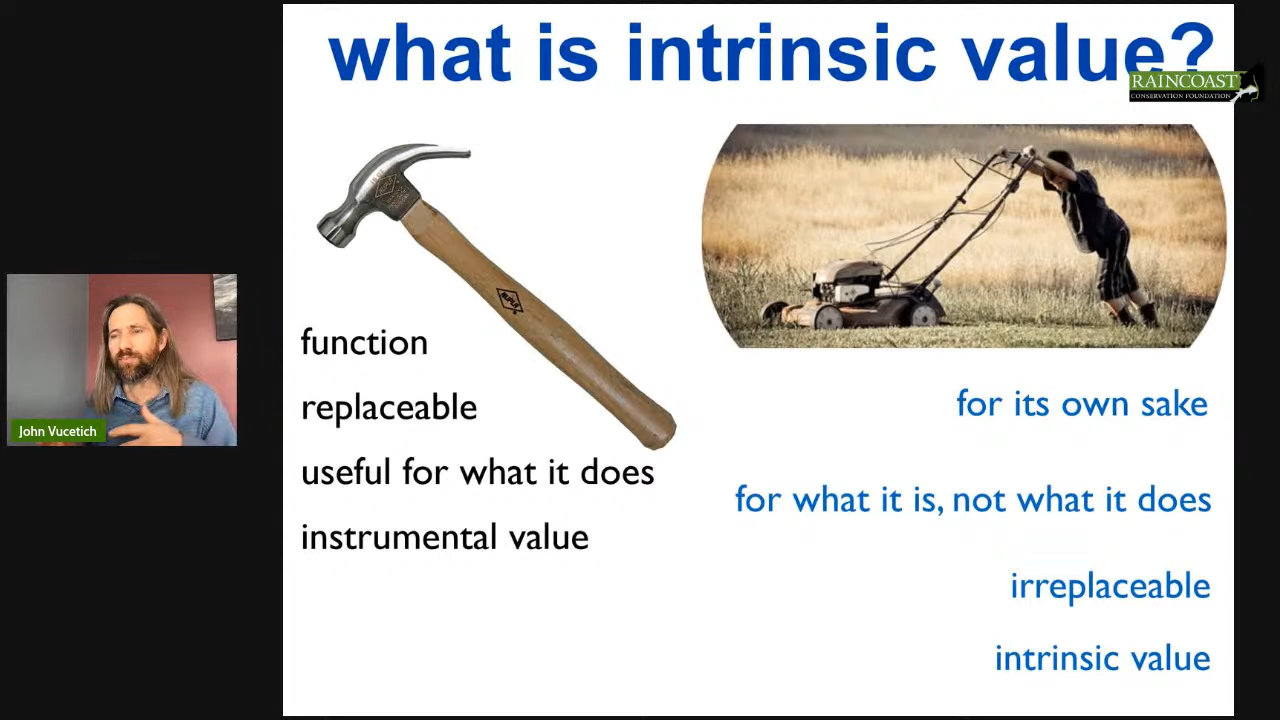 what is intrinsic value?
RAINCOAST
CONSERVATION FOUNDATION
function
replaceable
useful for what it does
instrumental value
for its own sake
for what it is, not what it does
irreplaceable
intrinsic value
John Vucetich